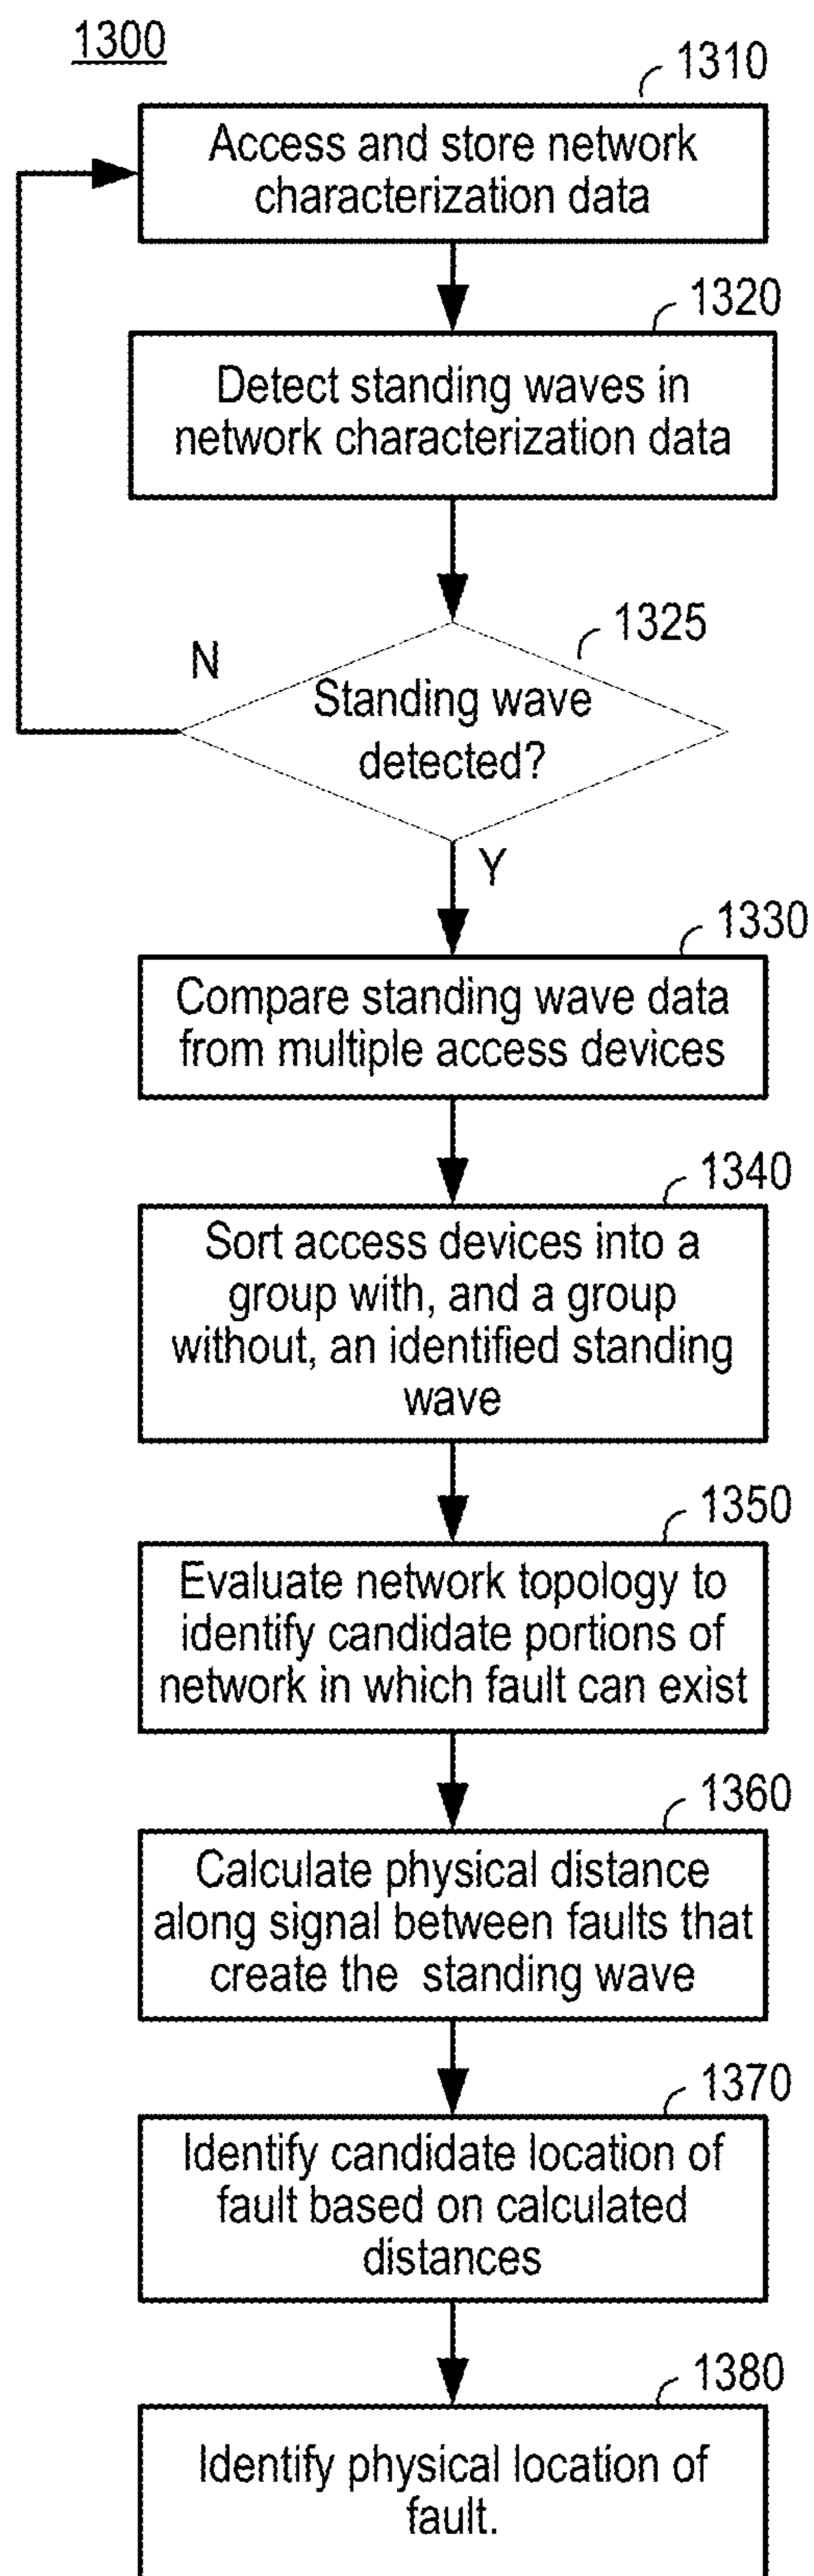 1300
1310
Access and store network
characterization data
1320
Detect standing waves in
network characterization data
1325
N
Standing wave
detected?
Y
1330
Compare standing wave data
from multiple access devices
1340
Sort access devices into a
group with, and a group
without, an identified standing
wave
1350
Evaluate network topology to
identify candidate portions of
network in which fault can exist
1360
Calculate physical distance
along signal between faults that
create the standing wave
1370
Identify candidate location of
fault based on calculated
distances
1380
Identify physical location of
fault.